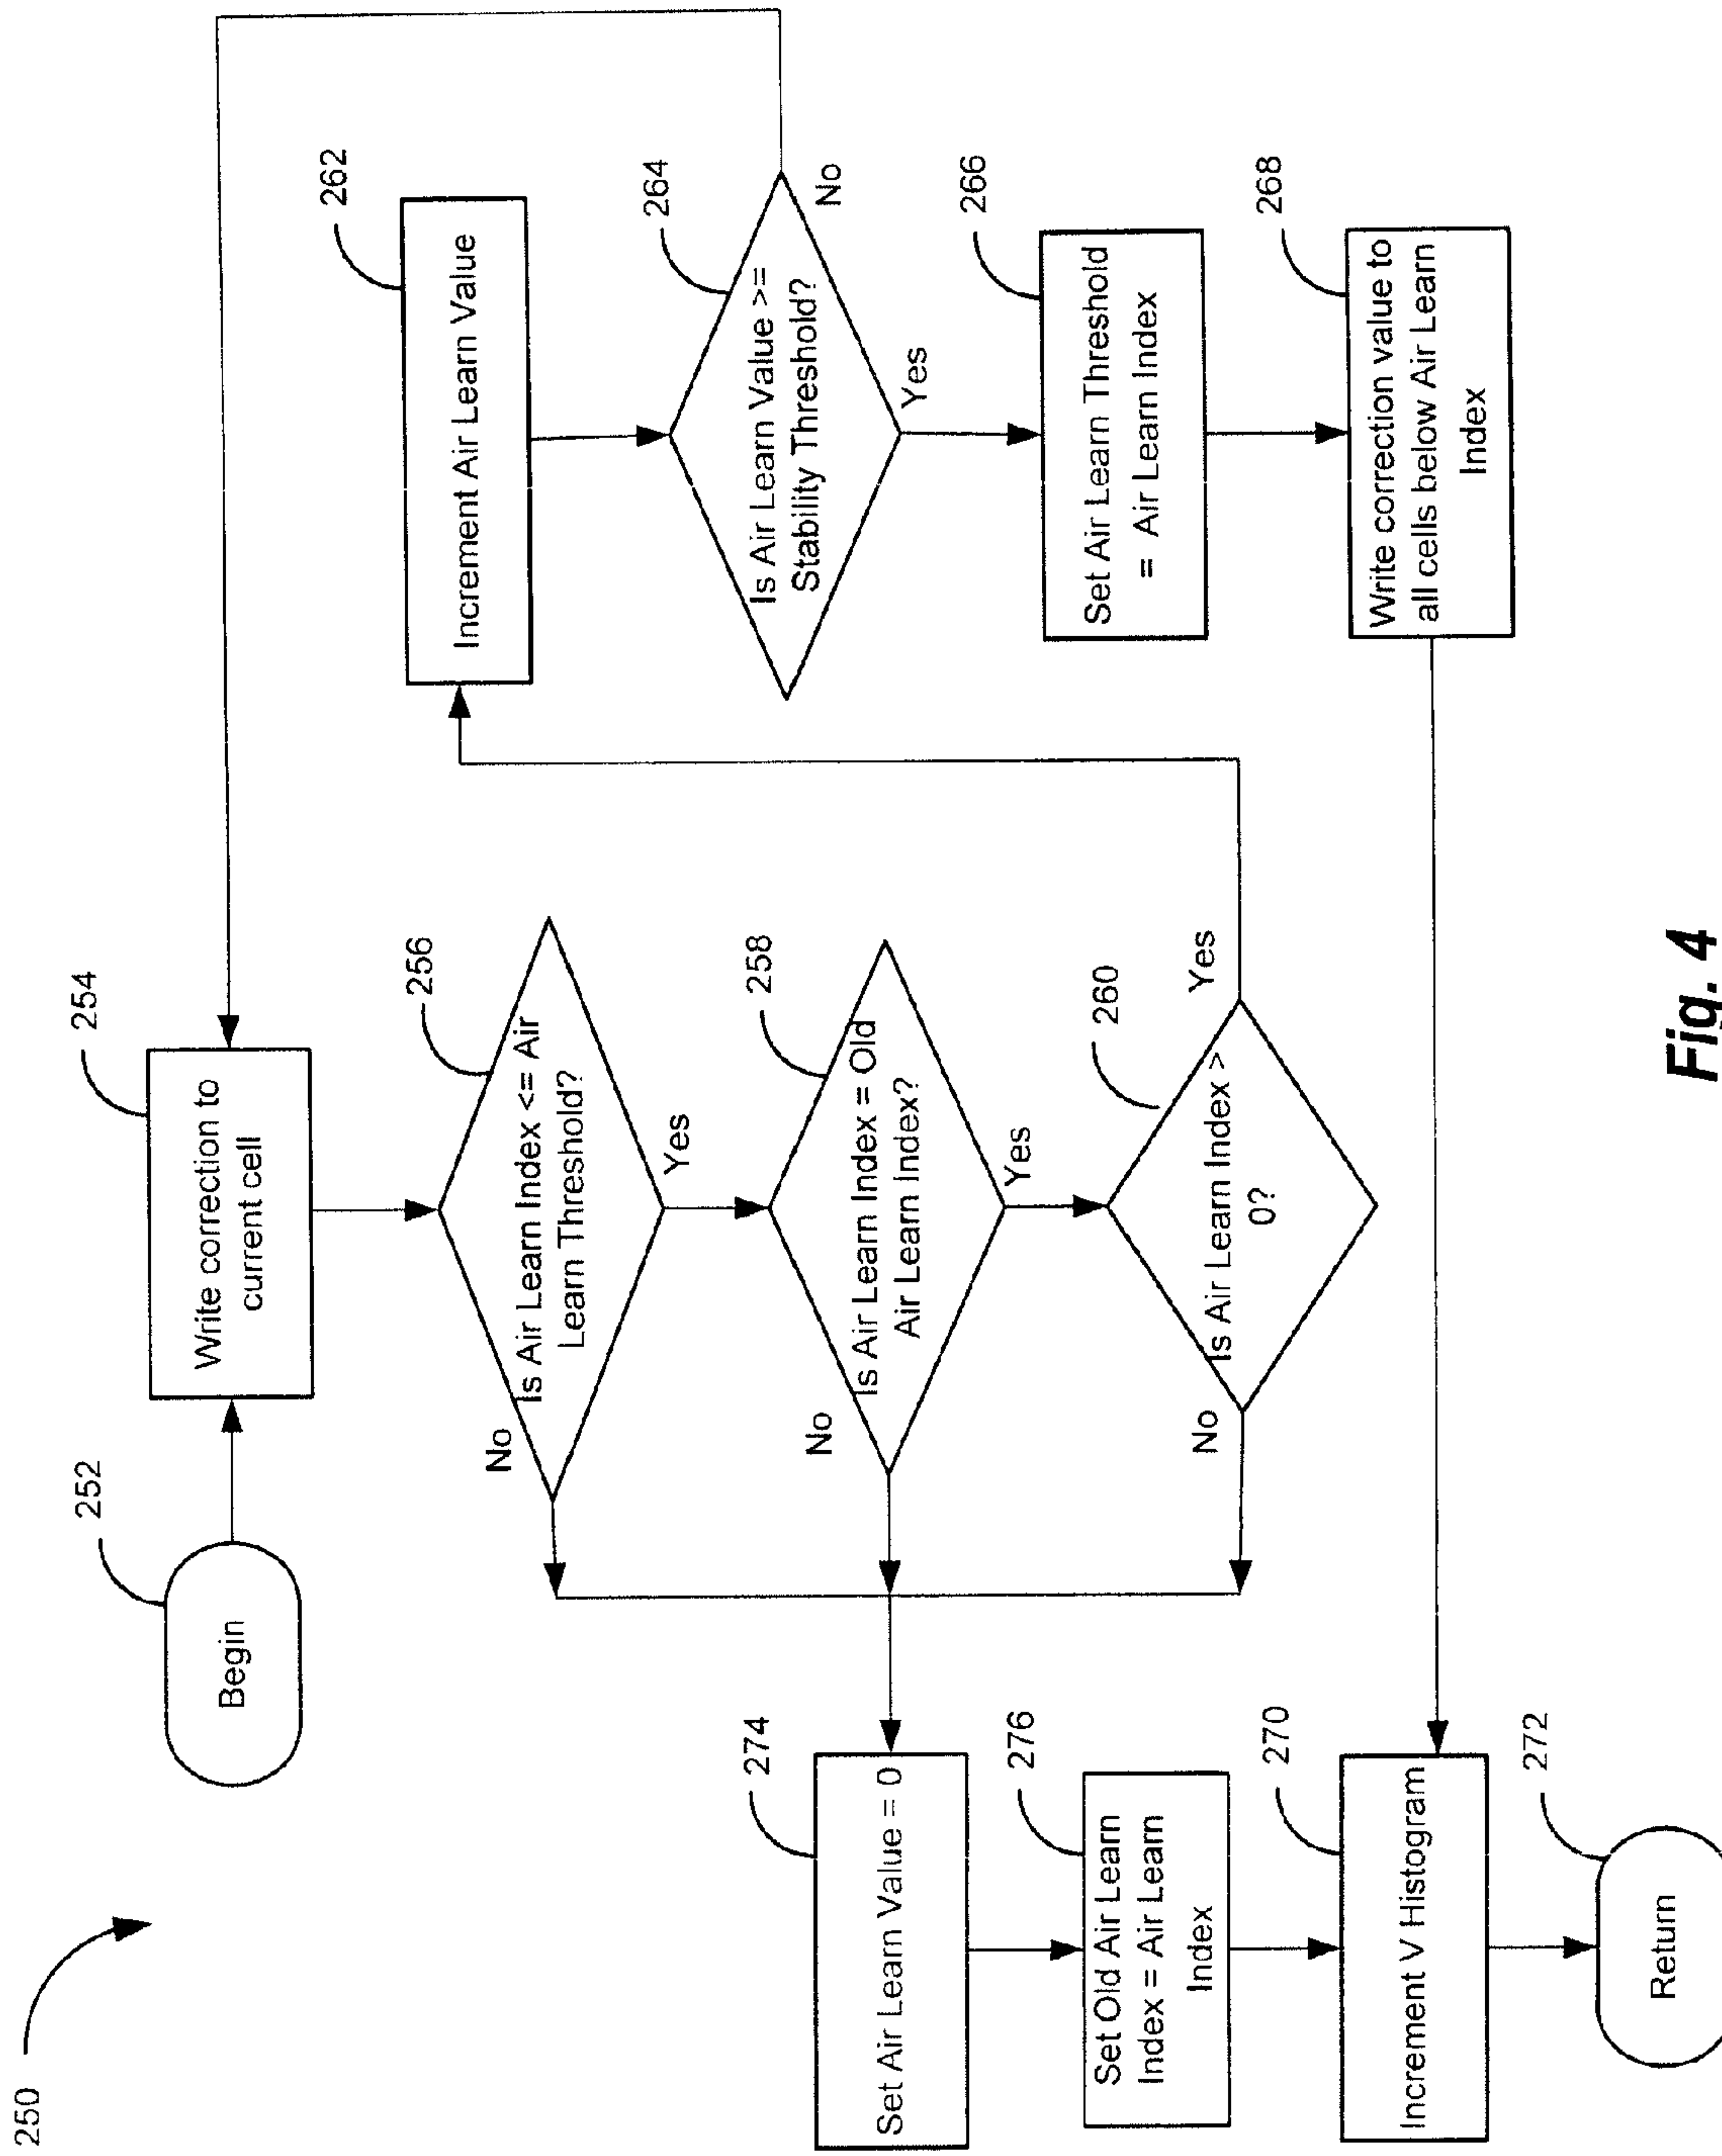 250
252
Begin
254
Write correction to
current cell
256
Is Air Learn Index <= Air
Learn Threshold?
No
Yes
258
Is Air Learn Index = Old
Air Learn Index?
No
Yes
260
Is Air Learn Index >
0?
No
Yes
262
Increment Air Learn Value
264
Is Air Learn Value >=
Stability Threshold?
No
Yes
266
Set Air Learn Threshold
= Air Learn Index
268
Write correction value to
all cells below Air Learn
Index
274
Set Air Learn Value = 0
276
Set Old Air Learn
Index = Air Learn
Index
270
Increment V Histogram
272
Return
Fig. 4